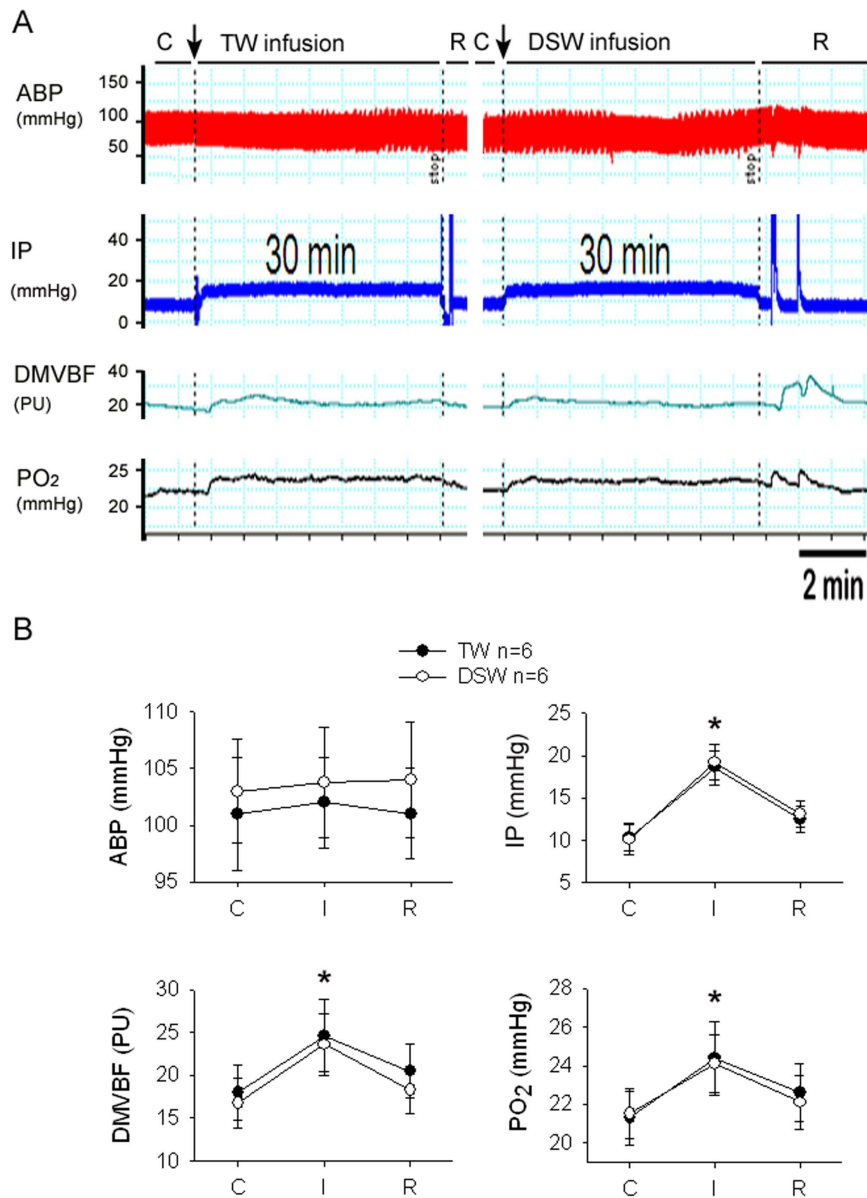 A
C TW infusion R C DSW infusion R
ABP
(mmHg)
150
100
50
stop
stop
IP
(mmHg)
40
20
0
30 min
30 min
DMVBF
(PU)
40
20
PO2
(mmHg)
25
20
2 min
B
TW n=6
DSW n=6
ABP (mmHg)
110
105
100
95
C I R
IP (mmHg)
25
20
15
10
5
*
C I R
DMVBF (PU)
30
25
20
15
10
*
C I R
PO2 (mmHg)
28
26
24
22
20
*
C I R